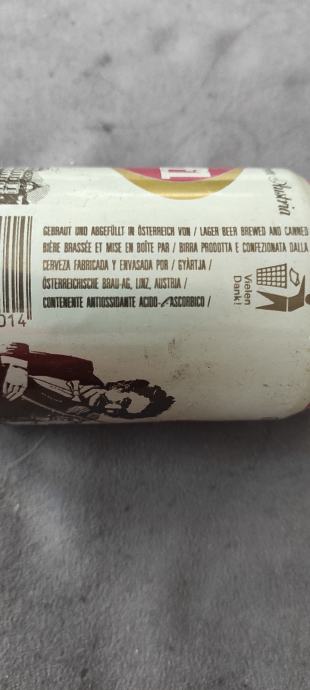 Austria
GEBRAUT UND ABGEFÜLLT IN ÖSTERREICH VON / LAGER BEER BREWED AND CANNED
BIÈRE BRASSÉE ET MISE EN BOÎTE PAR / BIRRA PRODOTTA E CONFEZIONATA DALLA
CERVEZA FABRICADA Y ENVASADA POR / GYÀRTJA /
ÖSTERREICHISCHE BRAU-AG, LINZ, AUSTRIA /
CONTENENTE ANTIOSSIDANTE ACIDO-ASCORBICO /
Vielen
Dank!
014